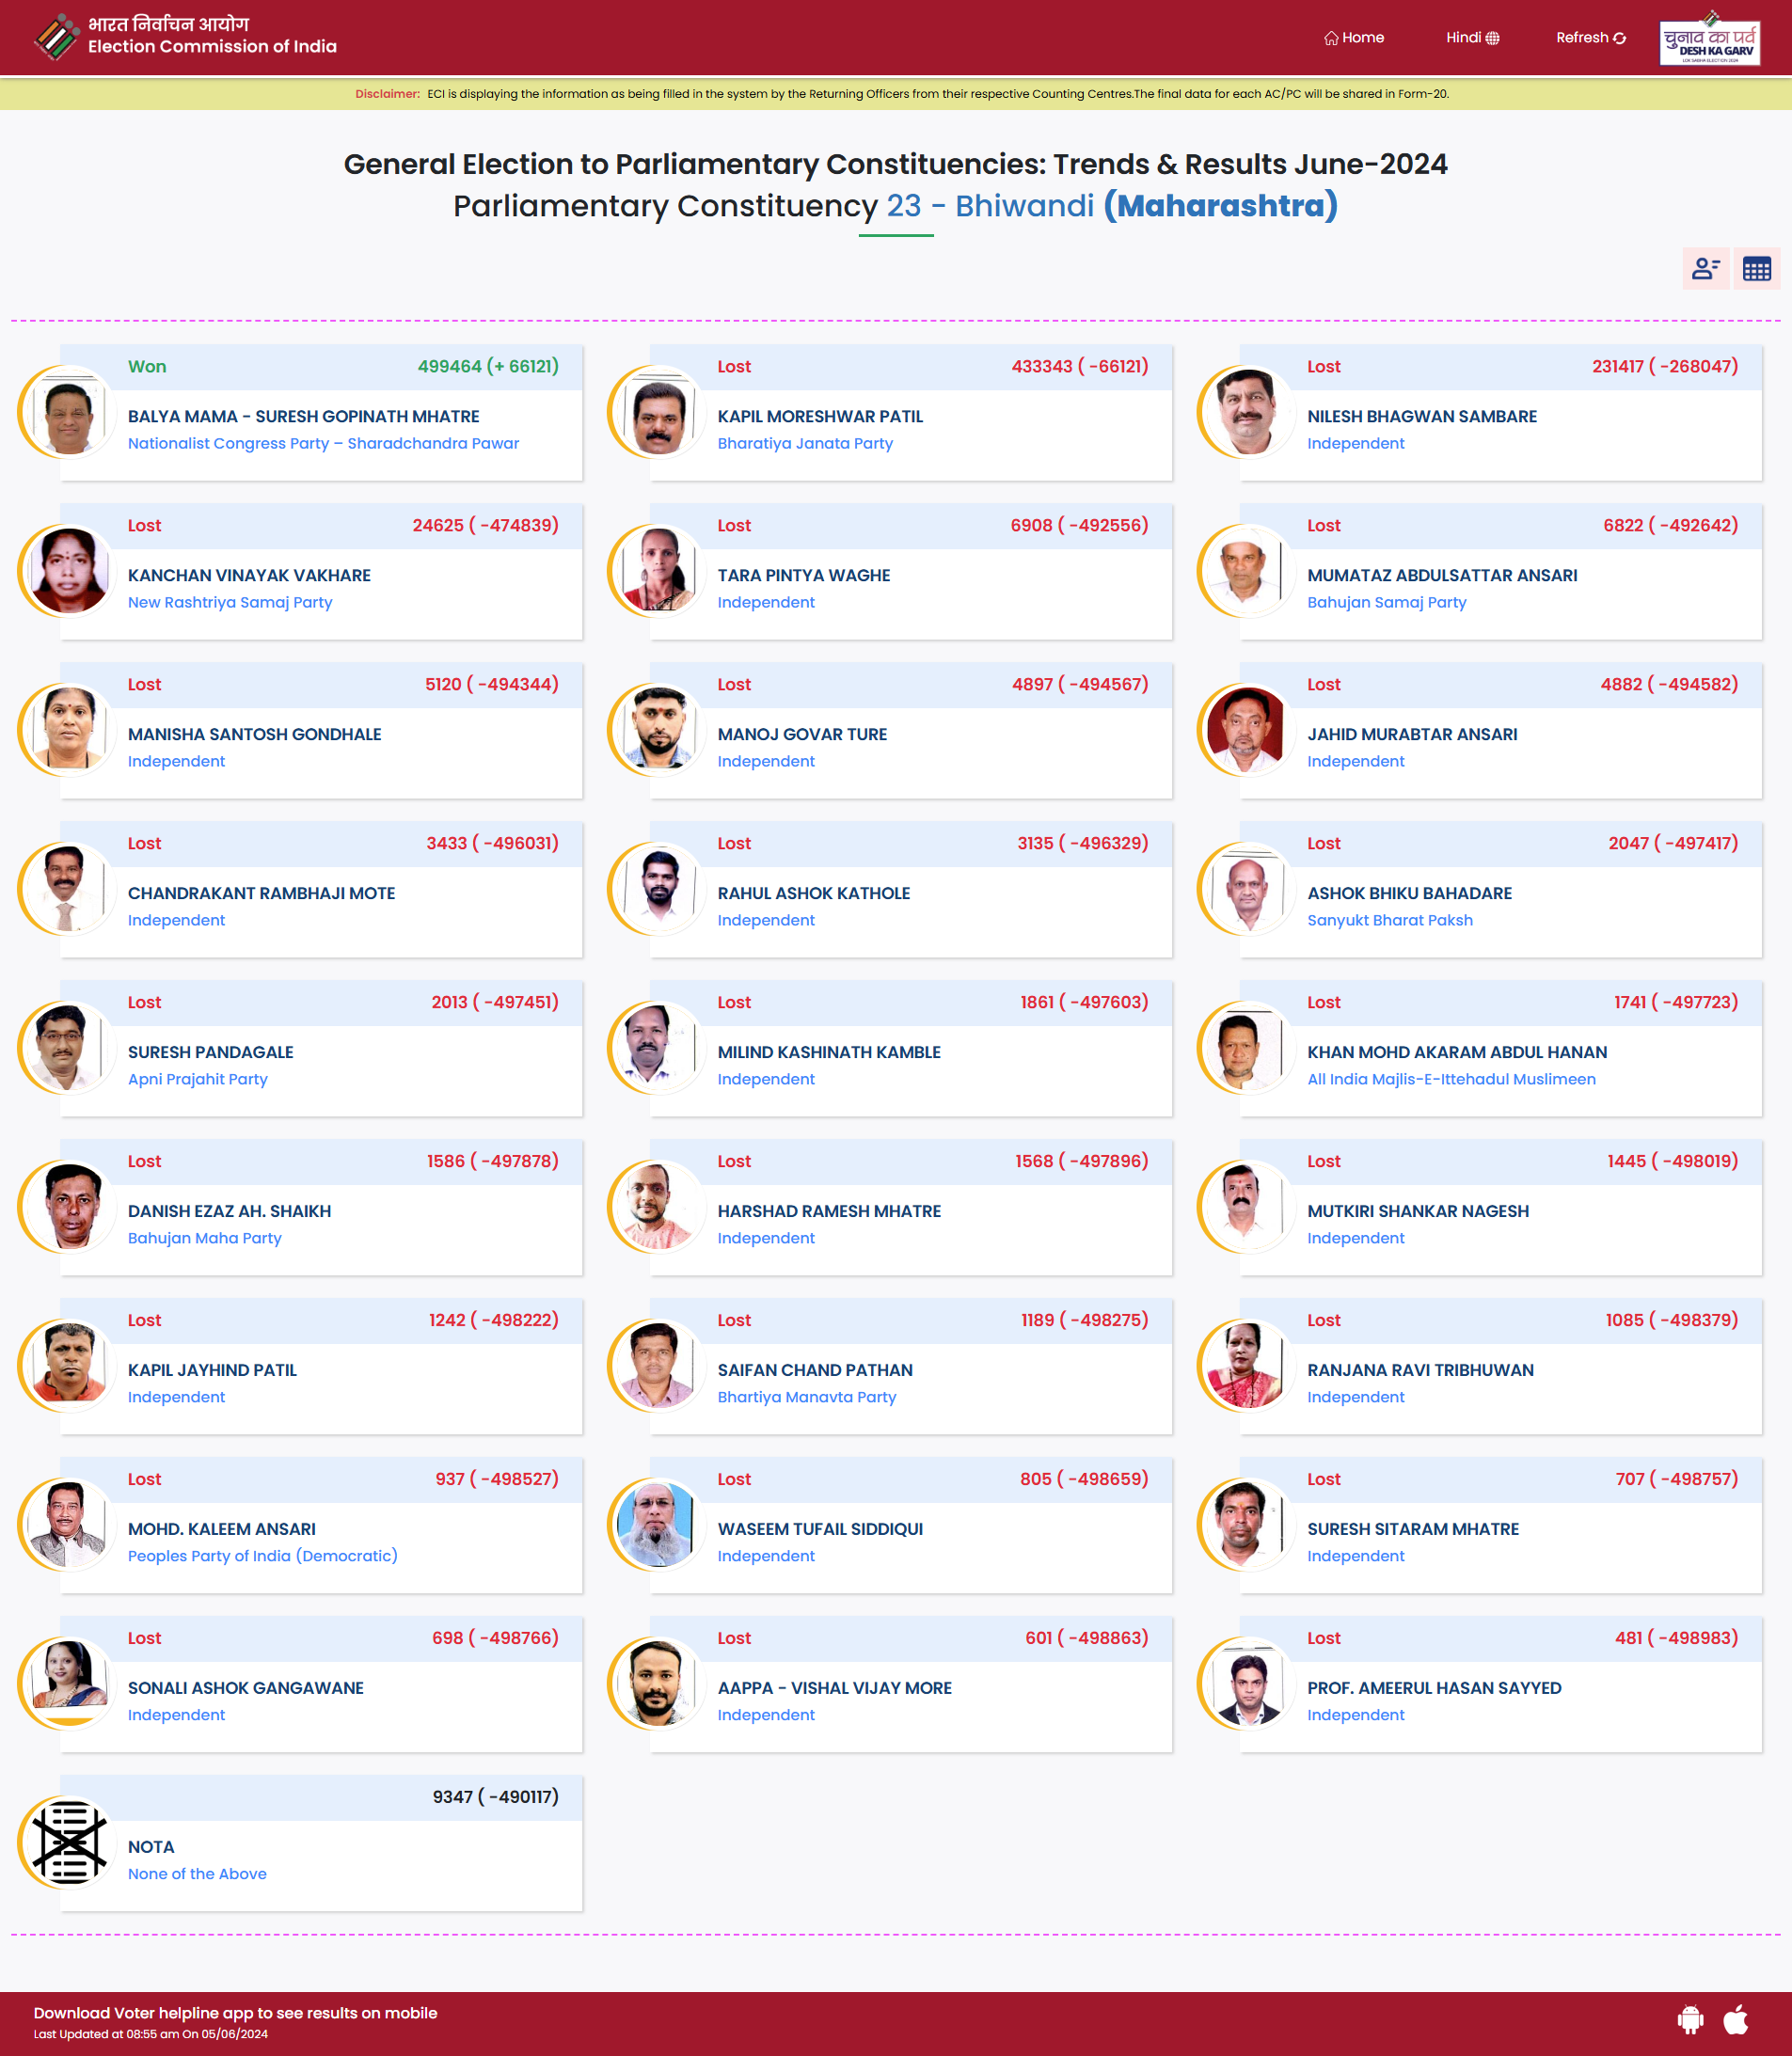 भारत निर्वाचन आयोग
Election Commission of India
Home
Hindi
Refresh
चुनाव का पर्व
DESH KA GARV
LOK SABHA ELECTION 2024
Disclaimer: ECI is displaying the information as being filled in the system by the Returning Officers from their respective Counting Centres.The final data for each AC/PC will be shared in Form-20.
General Election to Parliamentary Constituencies: Trends & Results June-2024
Parliamentary Constituency 23 - Bhiwandi (Maharashtra)
Won 499464 (+ 66121)
BALYA MAMA - SURESH GOPINATH MHATRE
Nationalist Congress Party – Sharadchandra Pawar
Lost 433343 ( -66121)
KAPIL MORESHWAR PATIL
Bharatiya Janata Party
Lost 231417 ( -268047)
NILESH BHAGWAN SAMBARE
Independent
Lost 24625 ( -474839)
KANCHAN VINAYAK VAKHARE
New Rashtriya Samaj Party
Lost 6908 ( -492556)
TARA PINTYA WAGHE
Independent
Lost 6822 ( -492642)
MUMATAZ ABDULSATTAR ANSARI
Bahujan Samaj Party
Lost 5120 ( -494344)
MANISHA SANTOSH GONDHALE
Independent
Lost 4897 ( -494567)
MANOJ GOVAR TURE
Independent
Lost 4882 ( -494582)
JAHID MURABTAR ANSARI
Independent
Lost 3433 ( -496031)
CHANDRAKANT RAMBHAJI MOTE
Independent
Lost 3135 ( -496329)
RAHUL ASHOK KATHOLE
Independent
Lost 2047 ( -497417)
ASHOK BHIKU BAHADARE
Sanyukt Bharat Paksh
Lost 2013 ( -497451)
SURESH PANDAGALE
Apni Prajahit Party
Lost 1861 ( -497603)
MILIND KASHINATH KAMBLE
Independent
Lost 1741 ( -497723)
KHAN MOHD AKARAM ABDUL HANAN
All India Majlis-E-Ittehadul Muslimeen
Lost 1586 ( -497878)
DANISH EZAZ AH. SHAIKH
Bahujan Maha Party
Lost 1568 ( -497896)
HARSHAD RAMESH MHATRE
Independent
Lost 1445 ( -498019)
MUTKIRI SHANKAR NAGESH
Independent
Lost 1242 ( -498222)
KAPIL JAYHIND PATIL
Independent
Lost 1189 ( -498275)
SAIFAN CHAND PATHAN
Bhartiya Manavta Party
Lost 1085 ( -498379)
RANJANA RAVI TRIBHUWAN
Independent
Lost 937 ( -498527)
MOHD. KALEEM ANSARI
Peoples Party of India (Democratic)
Lost 805 ( -498659)
WASEEM TUFAIL SIDDIQUI
Independent
Lost 707 ( -498757)
SURESH SITARAM MHATRE
Independent
Lost 698 ( -498766)
SONALI ASHOK GANGAWANE
Independent
Lost 601 ( -498863)
AAPPA - VISHAL VIJAY MORE
Independent
Lost 481 ( -498983)
PROF. AMEERUL HASAN SAYYED
Independent
9347 ( -490117)
NOTA
None of the Above
Download Voter helpline app to see results on mobile
Last Updated at 08:55 am On 05/06/2024